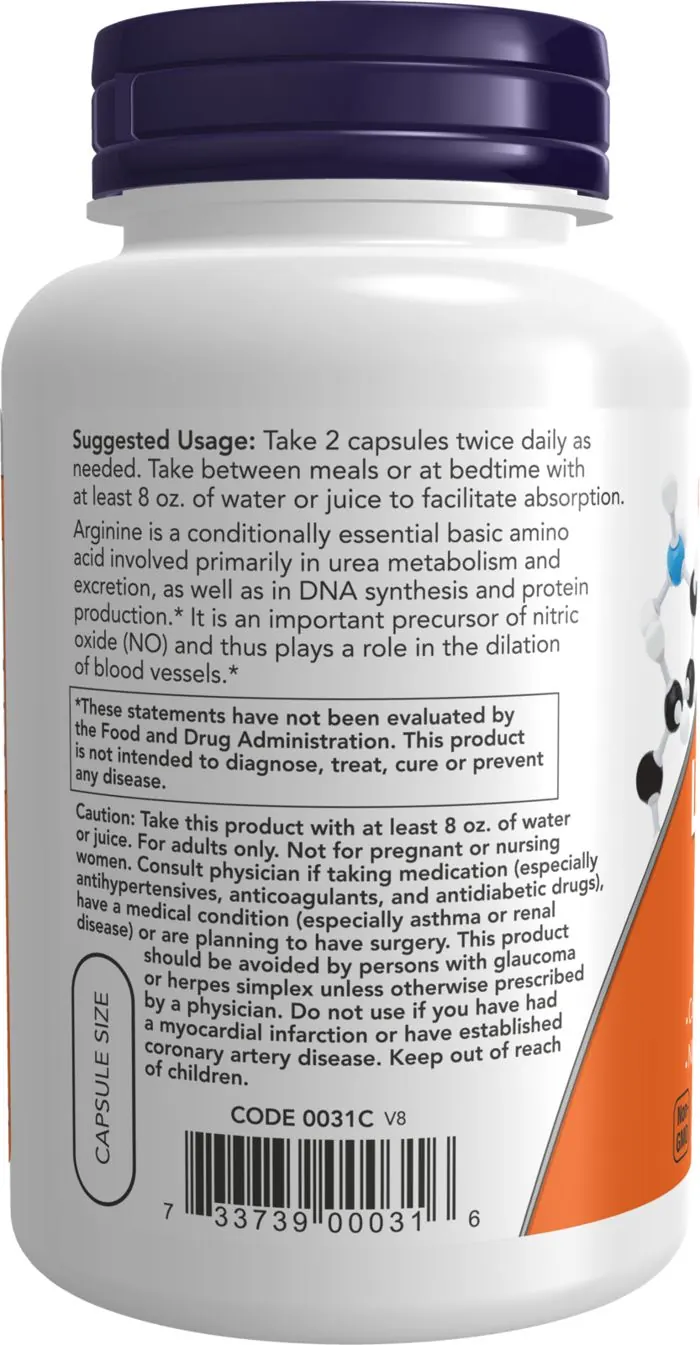 Suggested Usage: Take 2 capsules twice daily as
needed. Take between meals or at bedtime with
at least 8 oz. of water or juice to facilitate absorption.
Arginine is a conditionally essential basic amino
acid involved primarily in urea metabolism and
excretion, as well as in DNA synthesis and protein
production.* It is an important precursor of nitric
oxide (NO) and thus plays a role in the dilation
of blood vessels.*
*These statements have not been evaluated by
the Food and Drug Administration. This product
is not intended to diagnose, treat, cure or prevent
any disease.
Caution: Take this product with at least 8 oz. of water
or juice. For adults only. Not for pregnant or nursing
women. Consult physician if taking medication (especially
antihypertensives, anticoagulants, and antidiabetic drugs),
have a medical condition (especially asthma or renal
disease) or are planning to have surgery. This product
should be avoided by persons with glaucoma
or herpes simplex unless otherwise prescribed
by a physician. Do not use if you have had
a myocardial infarction or have established
coronary artery disease. Keep out of reach
of children.
CAPSULE SIZE
CODE 0031C V8
7 33739 00031 6
Non-
GMO